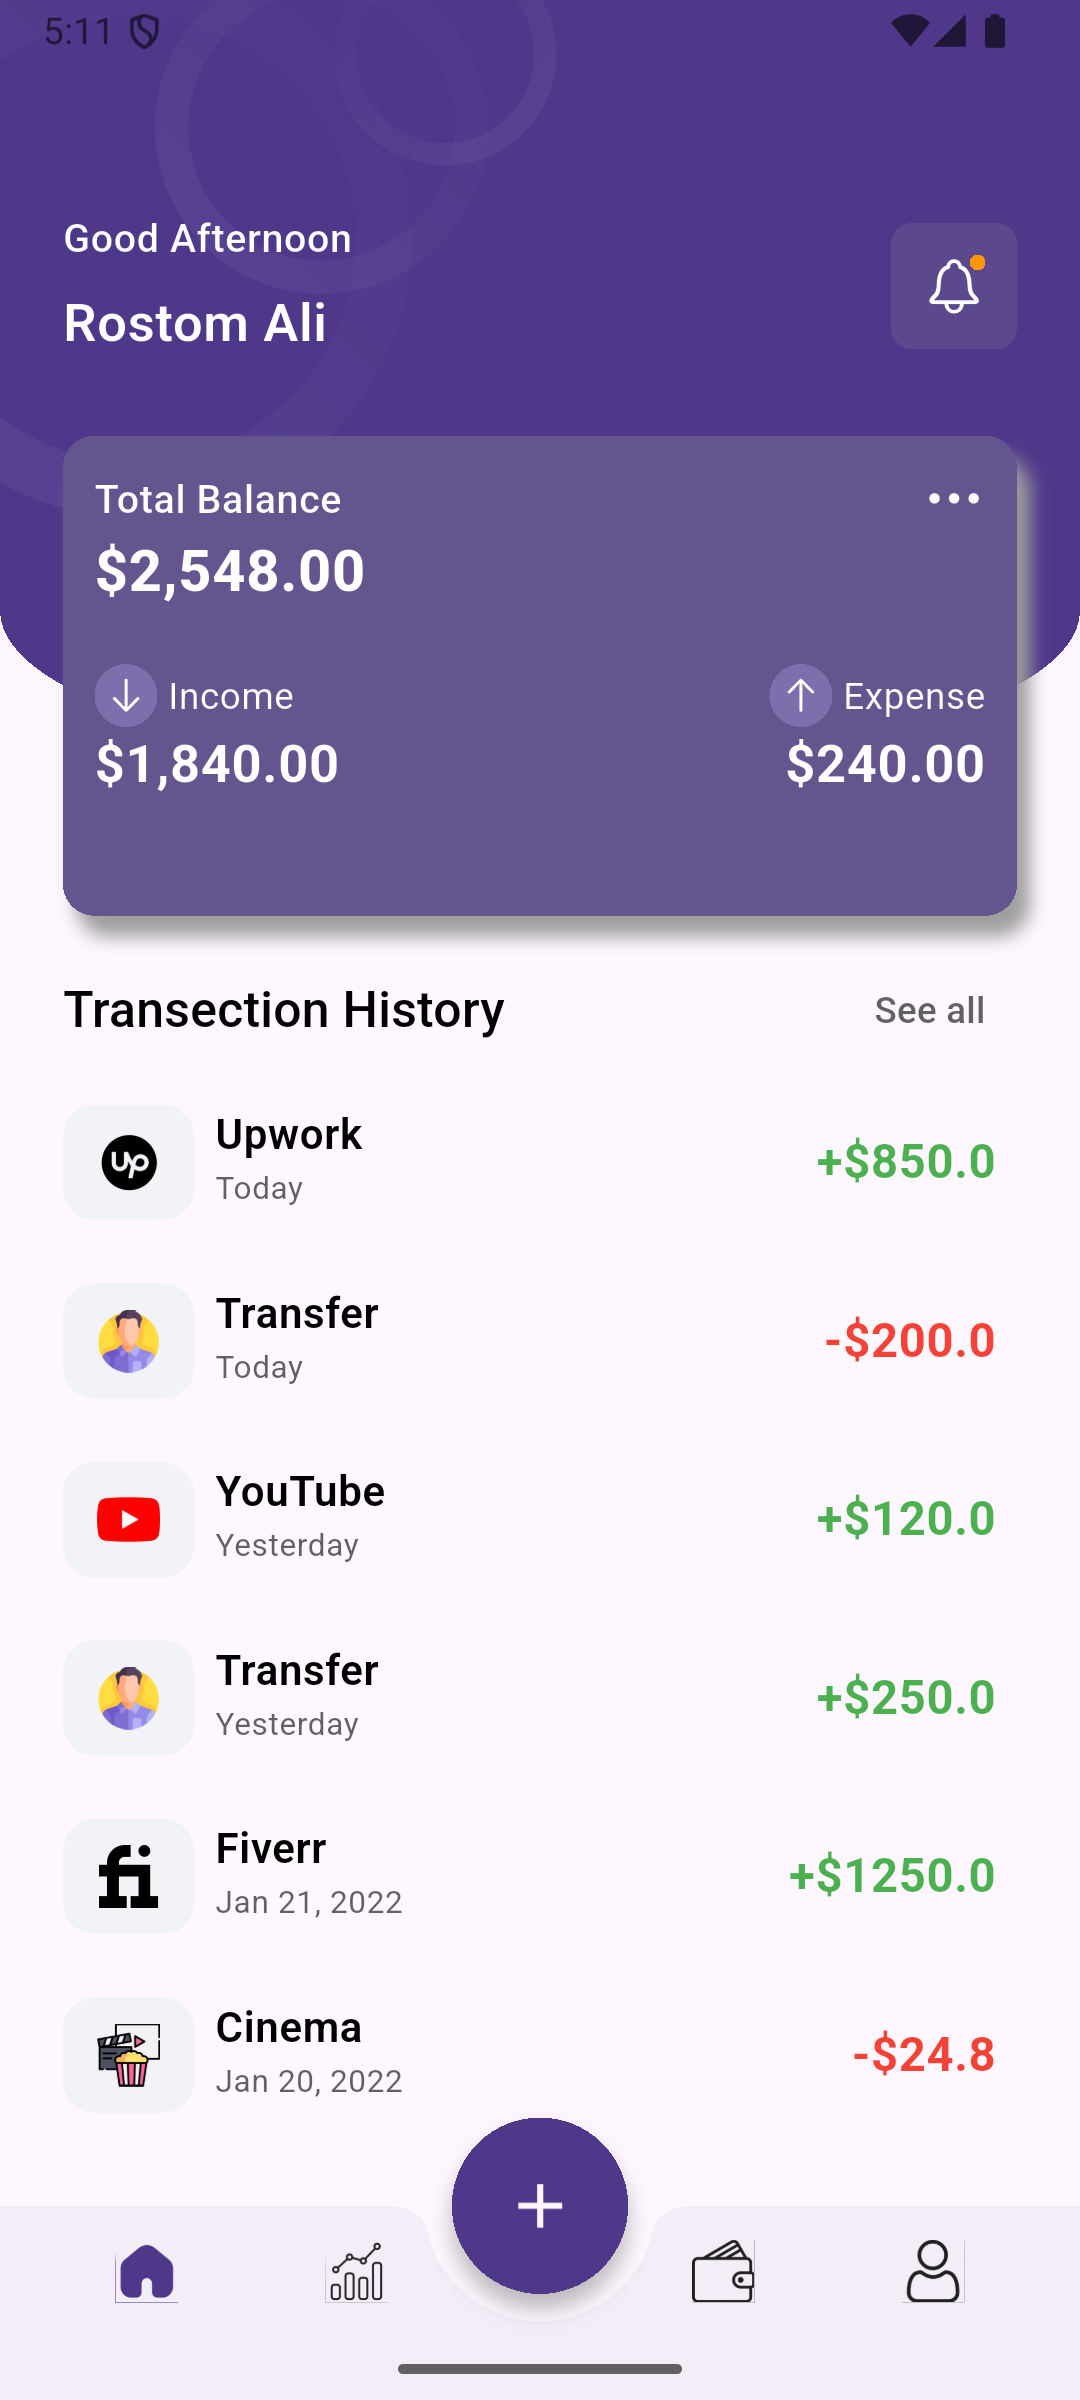 5:11
Good Afternoon
Rostom Ali
Total Balance
$2,548.00
Income
Expense
$1,840.00
$240.00
Transection History
See all
Upwork
Today
+$850.0
Transfer
Today
-$200.0
YouTube
Yesterday
+$120.0
Transfer
Yesterday
+$250.0
Fiverr
Jan 21, 2022
+$1250.0
Cinema
Jan 20, 2022
-$24.8